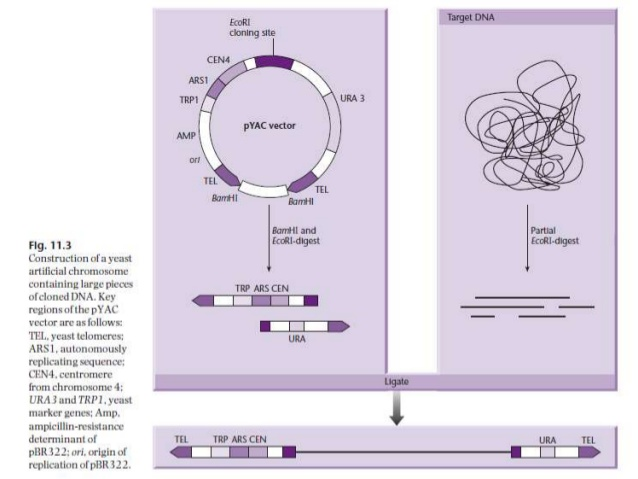 EcoRI
cloning site
CEN4
ARS1
TRP1
URA 3
AMP
pYAC vector
ori
TEL
TEL
BamHI
BamHI
BamHI and
EcoRI-digest
TRP ARS CEN
URA
Target DNA
Partial
EcoRI-digest
Ligate
TEL
TRP ARS CEN
URA
TEL
Fig. 11.3
Construction of a yeast
artificial chromosome
containing large pieces
of cloned DNA. Key
regions of the pYAC
vector are as follows:
TEL, yeast telomeres;
ARS1, autonomously
replicating sequence;
CEN4, centromere
from chromosome 4;
URA3 and TRP1, yeast
marker genes; Amp,
ampicillin-resistance
determinant of
pBR322; ori, origin of
replication of pBR322.